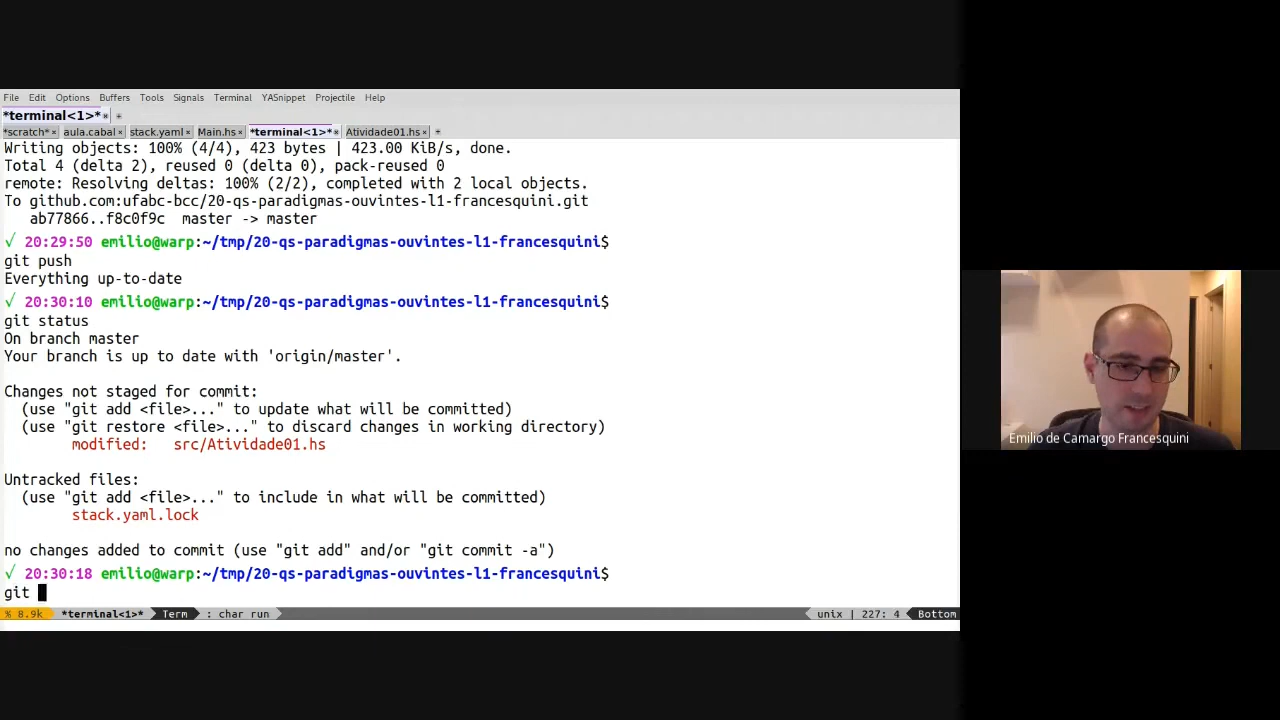 File Edit Options Buffers Tools Signals Terminal YASnippet Projectile Help
*terminal<1>*
*scratch* aula.cabal stack.yaml Main.hs *terminal<1>* Atividade01.hs
Writing objects: 100% (4/4), 423 bytes | 423.00 KiB/s, done.
Total 4 (delta 2), reused 0 (delta 0), pack-reused 0
remote: Resolving deltas: 100% (2/2), completed with 2 local objects.
To github.com:ufabc-bcc/20-qs-paradigmas-ouvintes-l1-francesquini.git
ab77866..f8c0f9c master -> master
√ 20:29:50 emilio@warp:~/tmp/20-qs-paradigmas-ouvintes-l1-francesquini$
git push
Everything up-to-date
√ 20:30:10 emilio@warp:~/tmp/20-qs-paradigmas-ouvintes-l1-francesquini$
git status
On branch master
Your branch is up to date with 'origin/master'.
Changes not staged for commit:
(use "git add <file>..." to update what will be committed)
(use "git restore <file>..." to discard changes in working directory)
modified: src/Atividade01.hs
Untracked files:
(use "git add <file>..." to include in what will be committed)
stack.yaml.lock
no changes added to commit (use "git add" and/or "git commit -a")
√ 20:30:18 emilio@warp:~/tmp/20-qs-paradigmas-ouvintes-l1-francesquini$
git
% 8.9k *terminal<1>* Term : char run unix | 227: 4 Bottom
Emilio de Camargo Francesquini